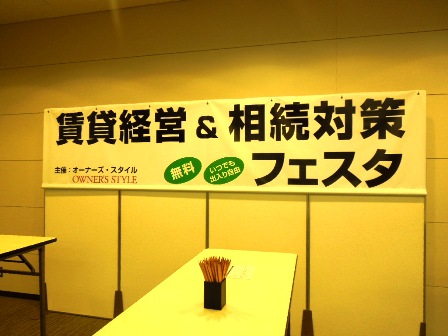 賃貸経営&相続対策
フェスタ
主催:オーナーズ・スタイル
OWNER'S STYLE
無料
いつでも
出入り自由